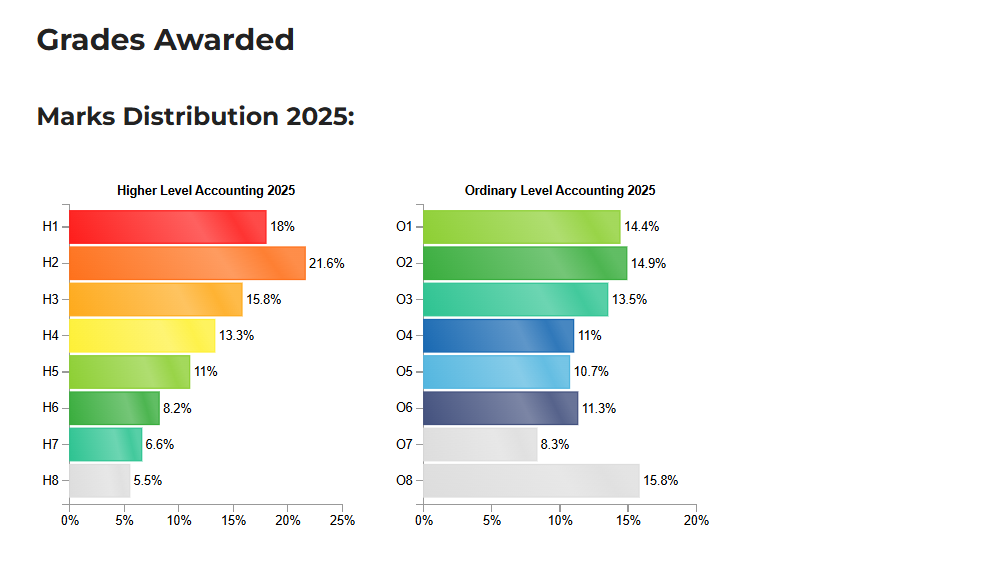 Grades Awarded
Marks Distribution 2025:
Higher Level Accounting 2025
H1 18%
H2 21.6%
H3 15.8%
H4 13.3%
H5 11%
H6 8.2%
H7 6.6%
H8 5.5%
0% 5% 10% 15% 20% 25%
Ordinary Level Accounting 2025
O1 14.4%
O2 14.9%
O3 13.5%
O4 11%
O5 10.7%
O6 11.3%
O7 8.3%
O8 15.8%
0% 5% 10% 15% 20%